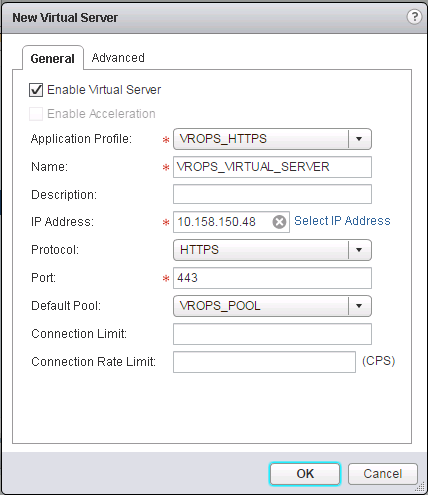 New Virtual Server ?
General Advanced
Enable Virtual Server
Enable Acceleration
Application Profile: * VROPS_HTTPS
Name: * VROPS_VIRTUAL_SERVER
Description:
IP Address: * 10.158.150.48 Select IP Address
Protocol: HTTPS
Port: * 443
Default Pool: VROPS_POOL
Connection Limit:
Connection Rate Limit: (CPS)
OK Cancel